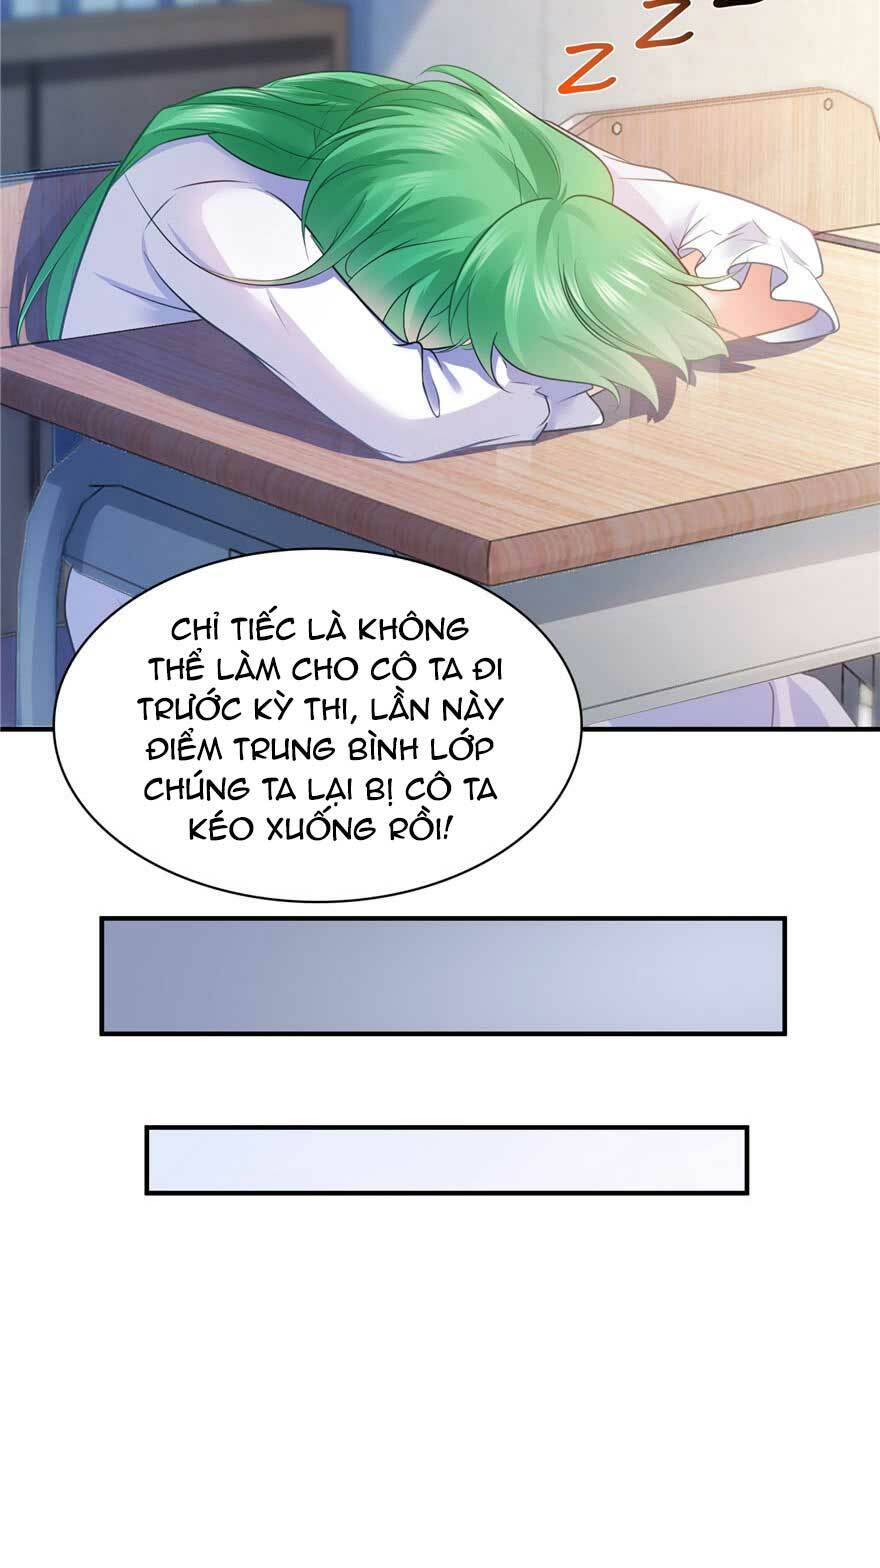 ZZZ
CHỈ TIẾC LÀ KHÔNG
THỂ LÀM CHO CÔ TA ĐI
TRƯỚC KỲ THI, LẦN NÀY
ĐIỂM TRUNG BÌNH LỚP
CHÚNG TA LẠI BỊ CÔ TA
KÉO XUỐNG RỒI!